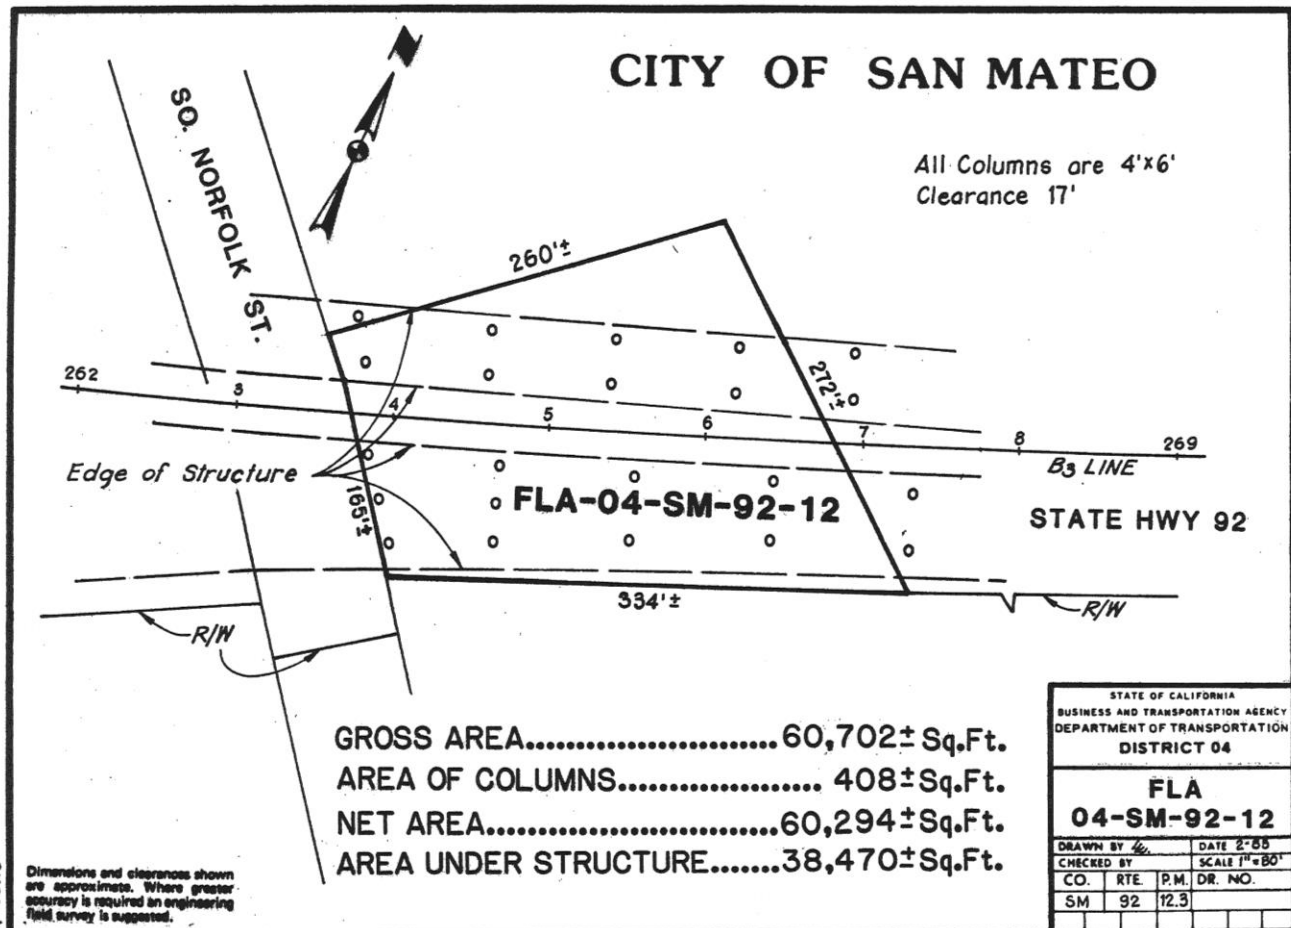 CITY OF SAN MATEO
All Columns are 4'x6'
Clearance 17'
SO. NORFOLK ST.
260'±
272'±
165'±
334'±
262
3
4
5
6
7
8
269
B3 LINE
Edge of Structure
FLA-04-SM-92-12
STATE HWY 92
R/W
R/W
GROSS AREA............................60,702± Sq.Ft.
AREA OF COLUMNS...................... 408± Sq.Ft.
NET AREA................................60,294± Sq.Ft.
AREA UNDER STRUCTURE.......38,470± Sq.Ft.
Dimensions and clearances shown
are approximate. Where greater
accuracy is required an engineering
field survey is suggested.
STATE OF CALIFORNIA
BUSINESS AND TRANSPORTATION AGENCY
DEPARTMENT OF TRANSPORTATION
DISTRICT 04
FLA
04-SM-92-12
DRAWN BY DATE
CHECKED BY SCALE 1"=80'
CO. RTE. P.M. DR. NO.
SM 92 12.3